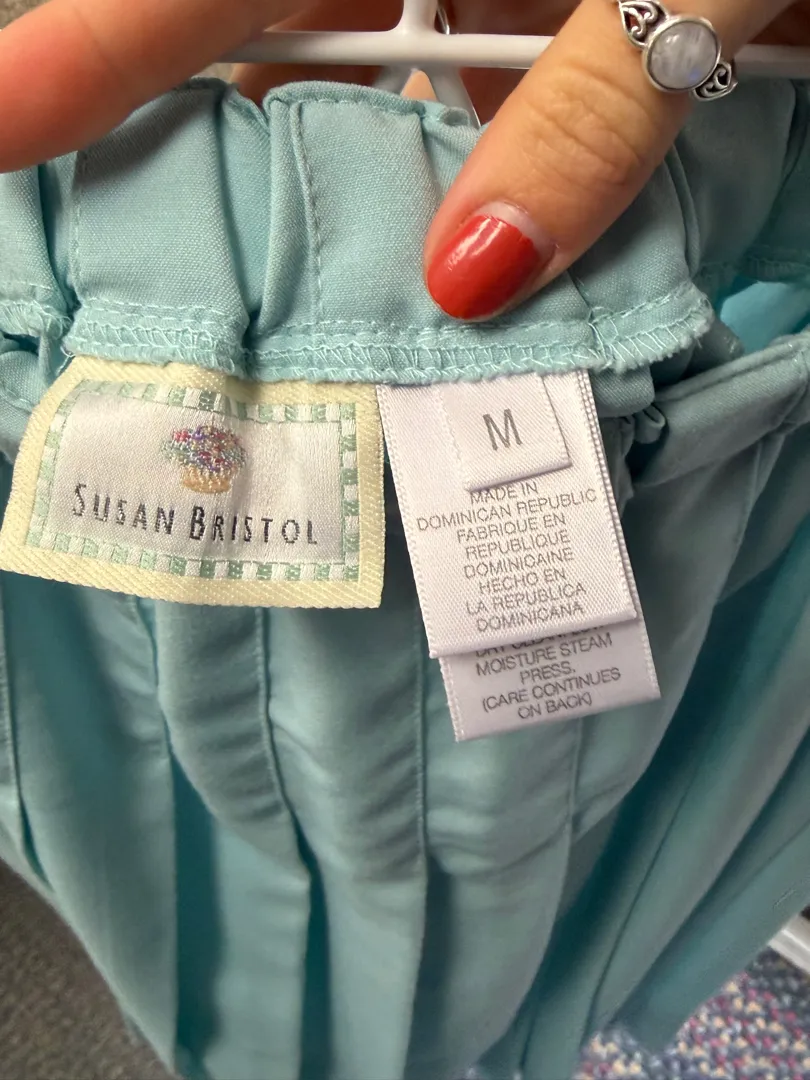 SUSAN BRISTOL
M
MADE IN
DOMINICAN REPUBLIC
FABRIQUE EN
REPUBLIQUE
DOMINICAINE
HECHO EN
LA REPUBLICA
DOMINICANA
MOISTURE STEAM
PRESS.
(CARE CONTINUES
ON BACK)